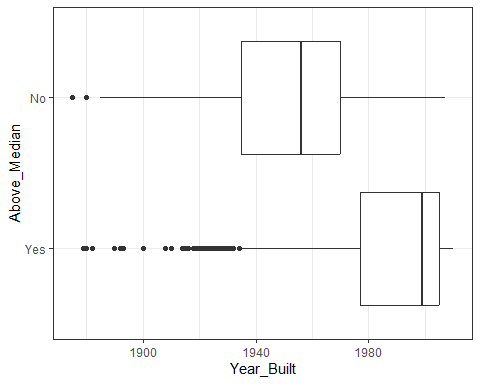 Above_Median
No
Yes
1900
1940
1980
Year_Built